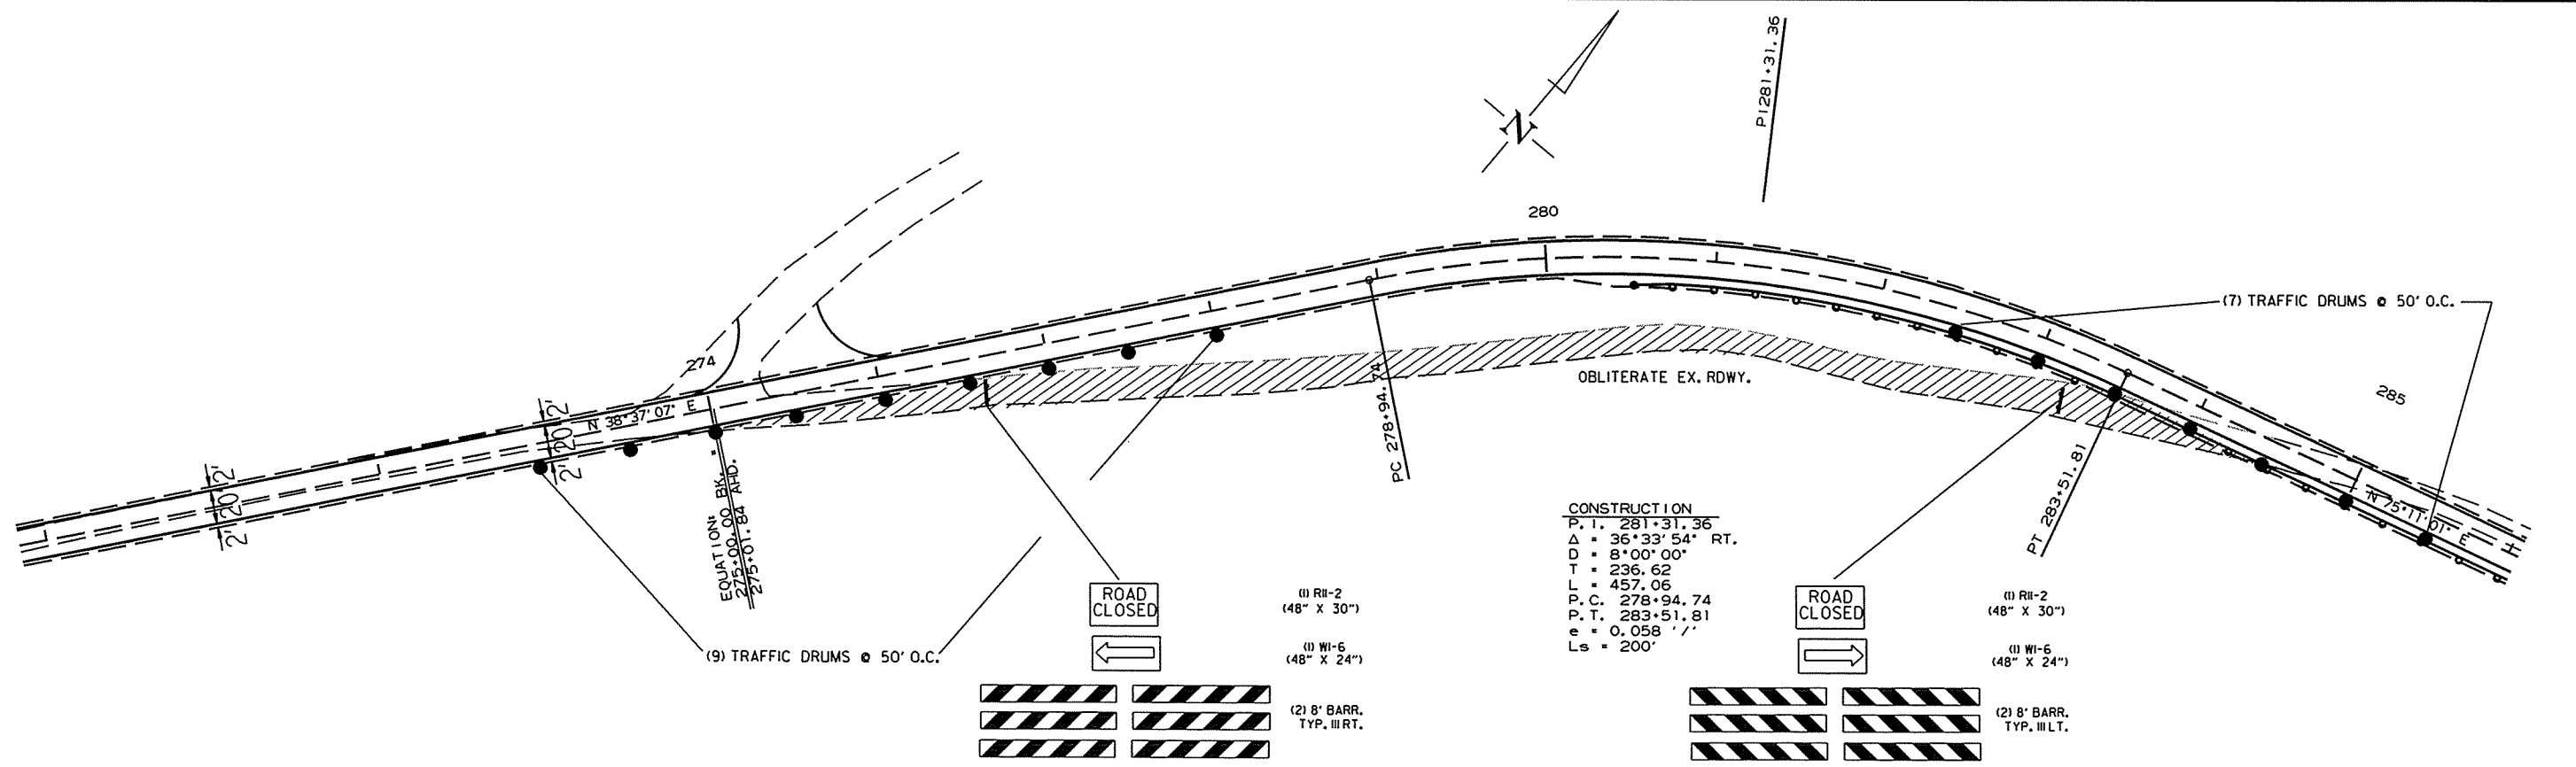 PI 281+31.36
N
280
(7) TRAFFIC DRUMS @ 50' O.C.
274
OBLITERATE EX. RDWY.
285
N 38°37'07" E
2'
20'
2'
2'
20'
2'
PC 278+94.74
N 75°11'01" E
PT 283+51.81
EQUATION:
275+00.00 BK. =
275+01.84 AHD.
CONSTRUCTION
P.I. 281+31.36
Δ = 36°33'54" RT.
D = 8°00'00"
T = 236.62
L = 457.06
P.C. 278+94.74
P.T. 283+51.81
e = 0.058 '/'
Ls = 200'
(9) TRAFFIC DRUMS @ 50' O.C.
ROAD
CLOSED
(1) R11-2
(48" X 30")
(1) W1-6
(48" X 24")
(2) 8' BARR.
TYP. III RT.
ROAD
CLOSED
(1) R11-2
(48" X 30")
(1) W1-6
(48" X 24")
(2) 8' BARR.
TYP. III LT.